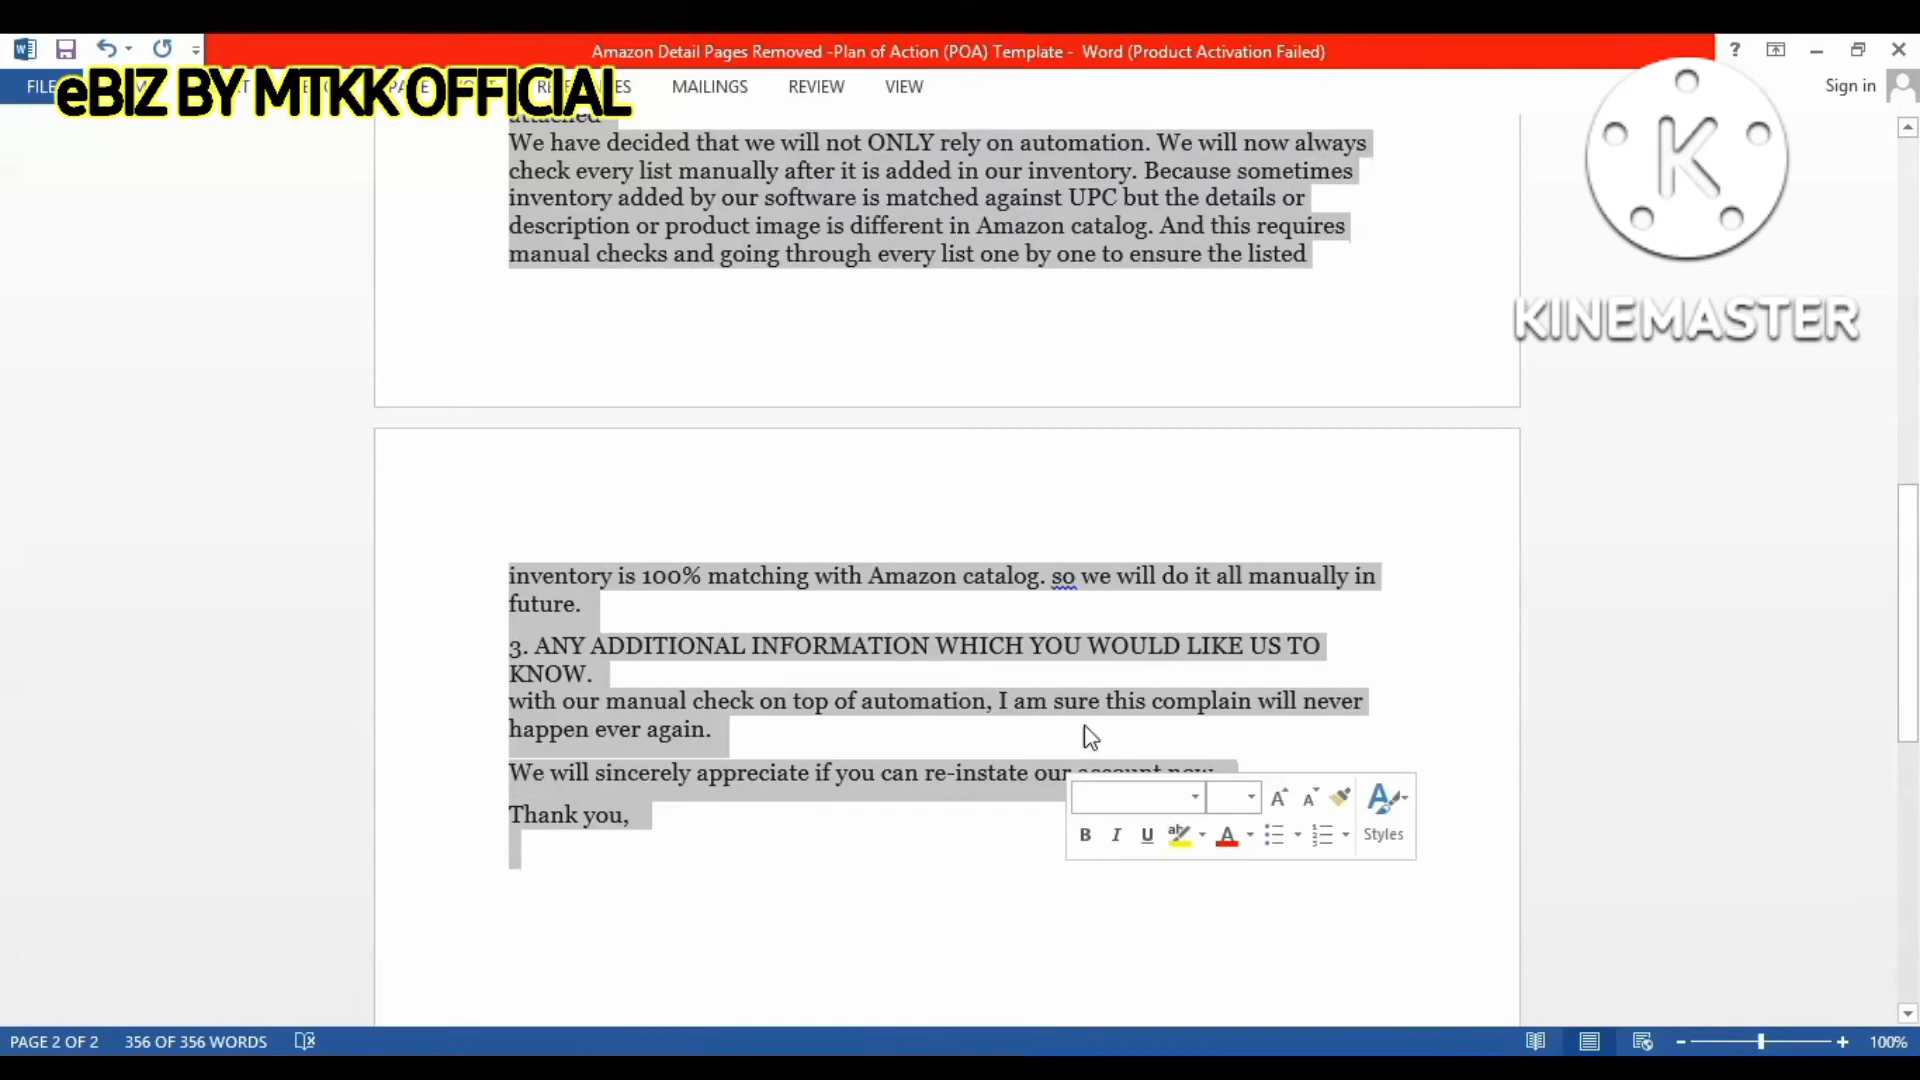 Amazon Detail Pages Removed -Plan of Action (POA) Template - Word (Product Activation Failed)
?
Sign in
eBIZ BY MTKK OFFICIAL
MAILINGS REVIEW VIEW
attached
We have decided that we will not ONLY rely on automation. We will now always
check every list manually after it is added in our inventory. Because sometimes
inventory added by our software is matched against UPC but the details or
description or product image is different in Amazon catalog. And this requires
manual checks and going through every list one by one to ensure the listed
K
KINEMASTER
inventory is 100% matching with Amazon catalog. so we will do it all manually in
future.
3. ANY ADDITIONAL INFORMATION WHICH YOU WOULD LIKE US TO
KNOW.
with our manual check on top of automation, I am sure this complain will never
happen ever again.
We will sincerely appreciate if you can re-instate our account now
Thank you,
B I U
Styles
PAGE 2 OF 2 356 OF 356 WORDS
100%